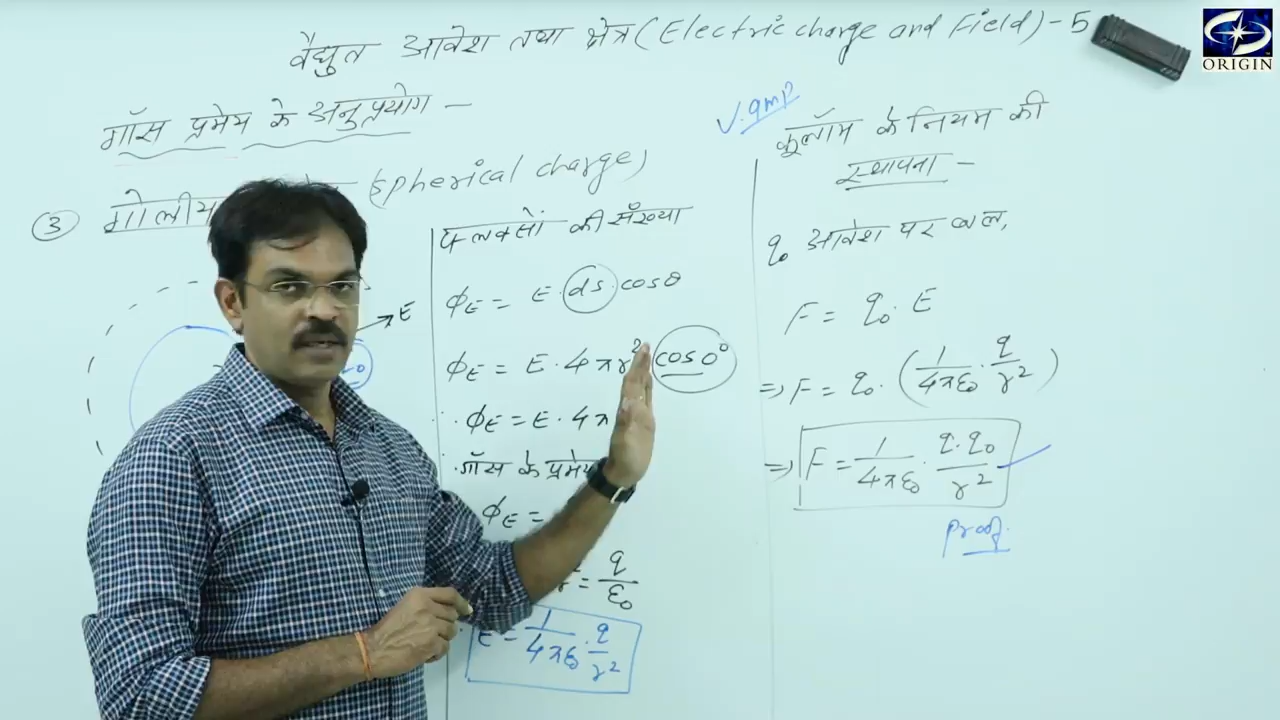 वैद्युत आवेश तथा क्षेत्र (Electric charge and Field) - 5
ORIGIN
गॉस प्रमेय के अनुप्रयोग —
③ गोलीय (Spherical charge)
E
फ्लक्सों की संख्या
ϕE = E · ds · cosθ
ϕE = E · 4πr² cos0°
∴ ϕE = E · 4π
∴ गॉस के प्रमेय
ϕE =
= q/ε₀
E = 1/4πε₀ · q/r²
V.Imp
कूलॉम के नियम की
स्थापना —
q₀ आवेश पर बल,
F = q₀ · E
⇒ F = q₀ · (1/4πε₀ · q/r²)
⇒ F = 1/4πε₀ · q·q₀/r²
Proof.